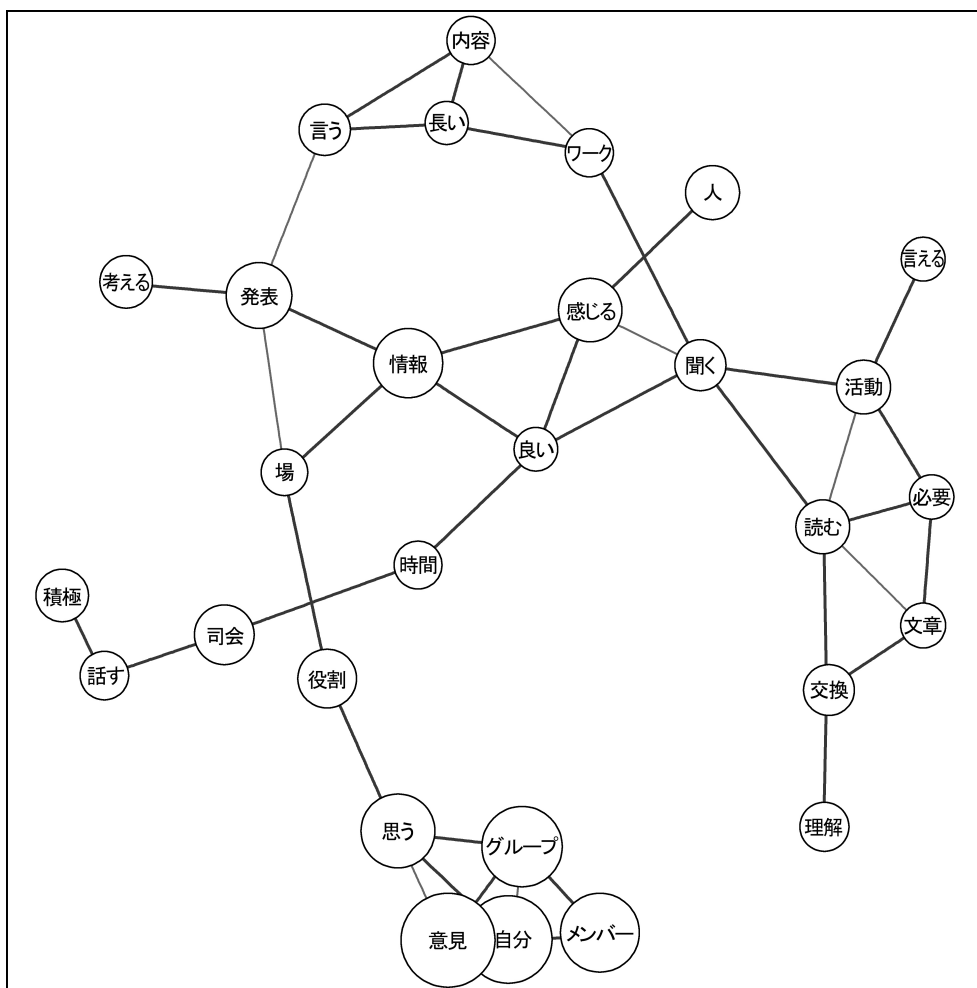 内容
言う
長い
ワーク
人
言える
考える
発表
感じる
情報
聞く
活動
良い
場
必要
読む
時間
積極
司会
文章
話す
役割
交換
理解
思う
グループ
意見
自分
メンバー